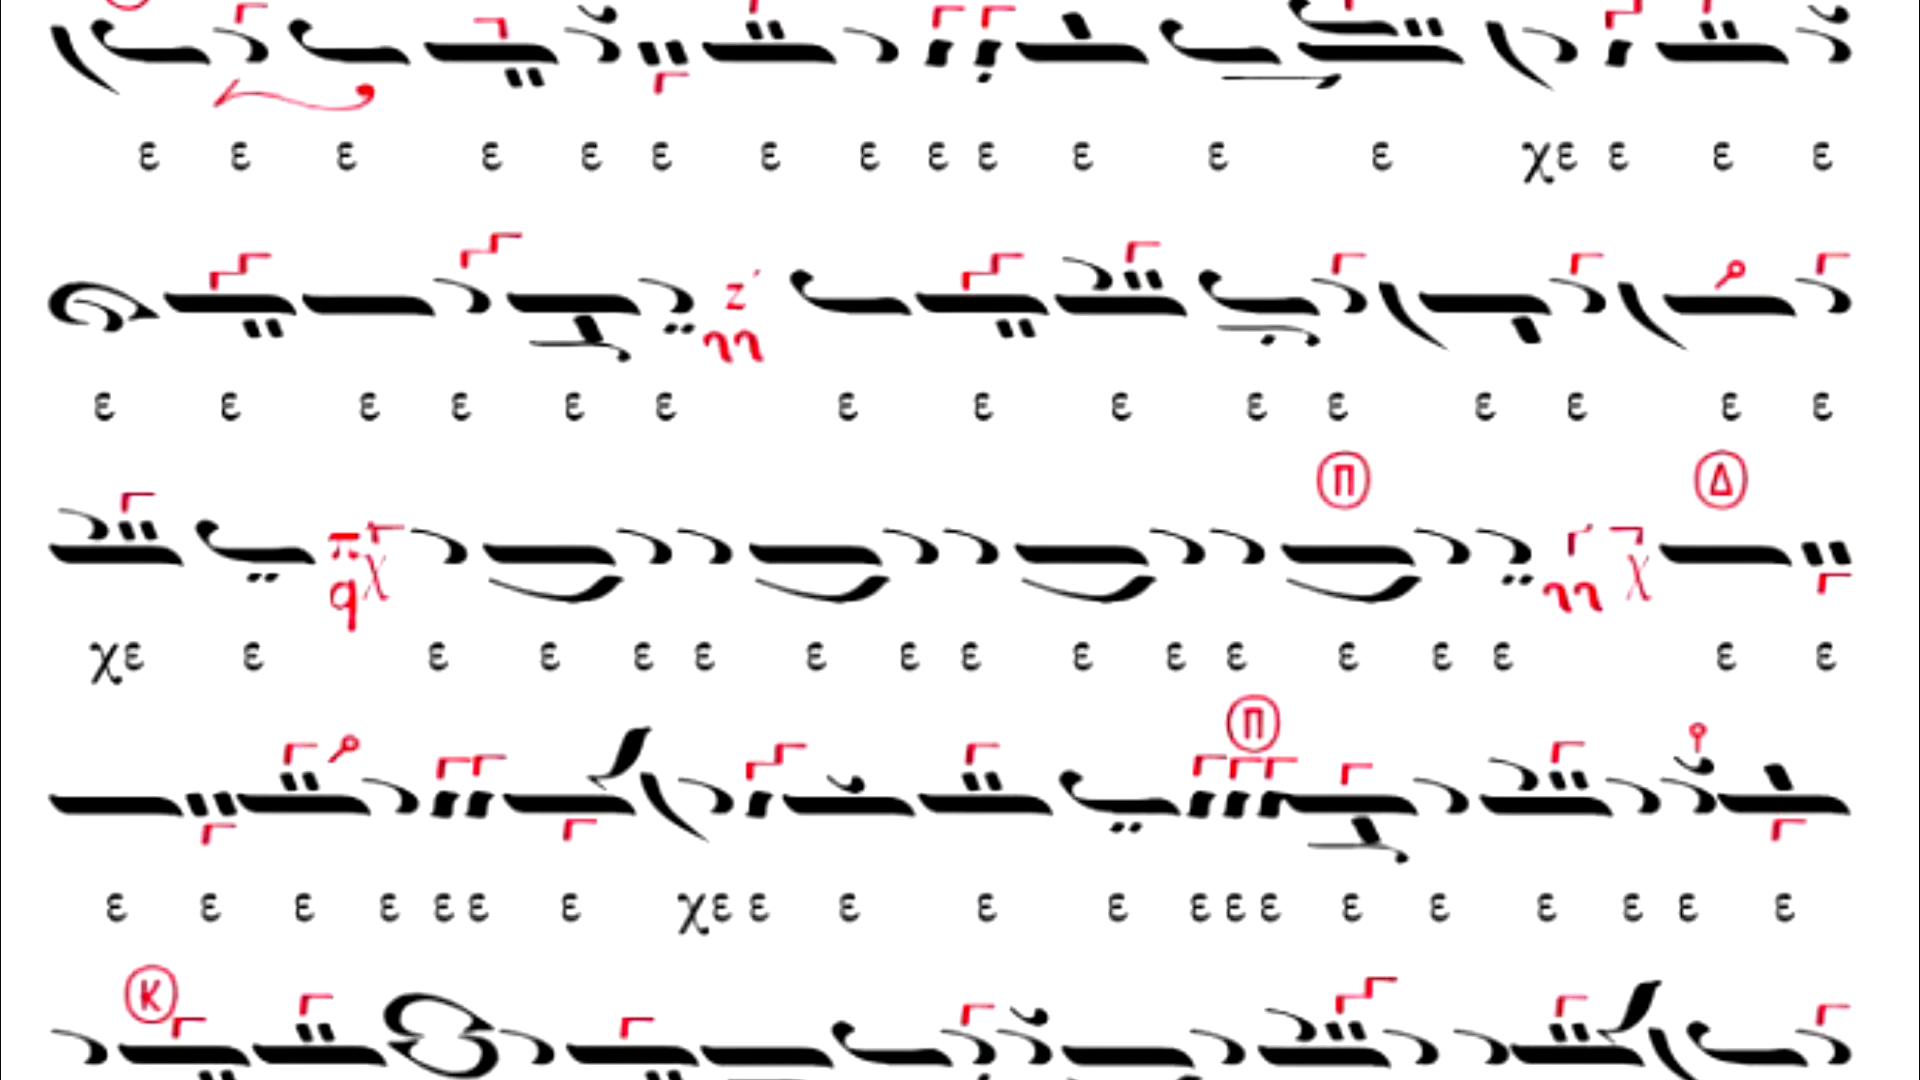 ε ε ε ε ε ε ε ε ε ε ε ε ε χε ε ε ε
z΄
ε ε ε ε ε ε ε ε ε ε ε ε ε ε ε
Π Δ
π q χ Γ χ
χε ε ε ε ε ε ε ε ε ε ε ε ε ε ε ε
Π
ε ε ε ε ε ε ε χε ε ε ε ε ε ε ε ε ε ε ε ε ε
K